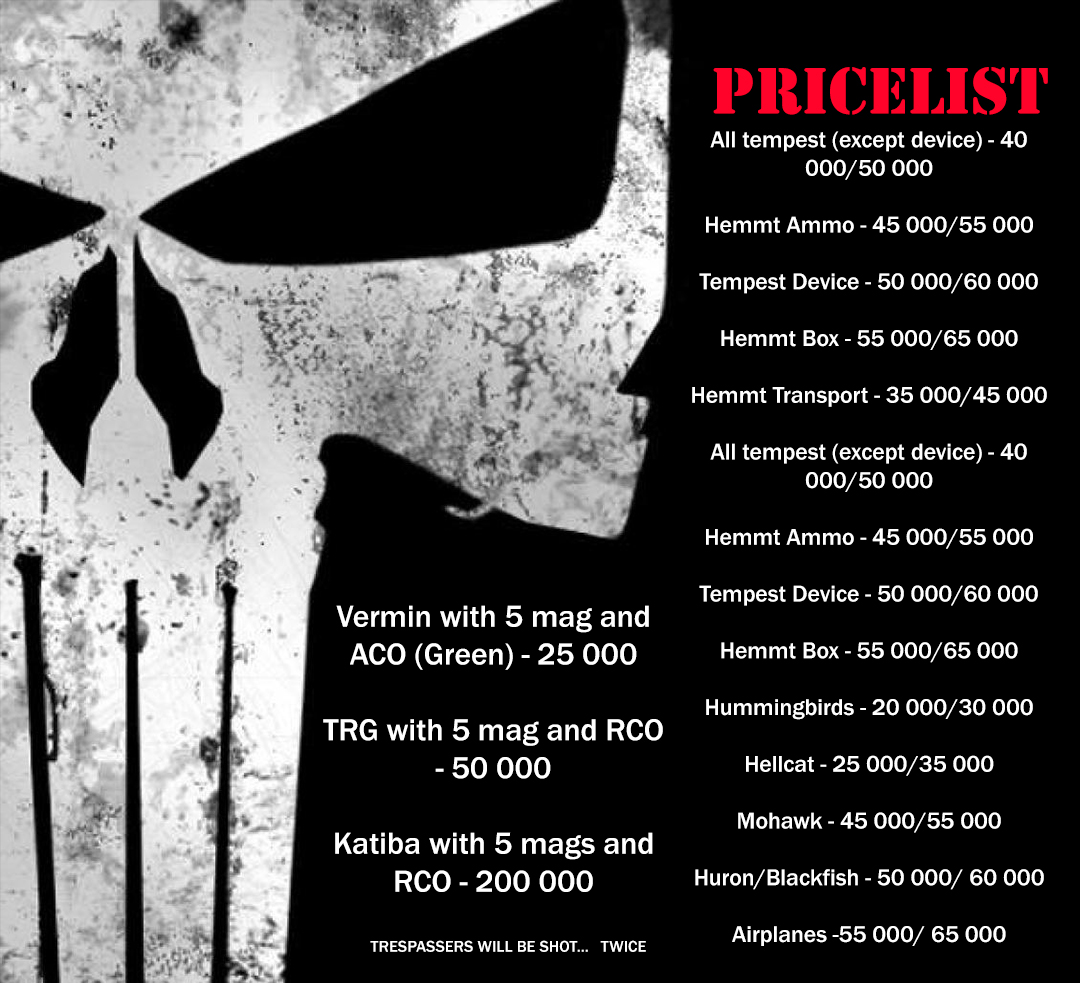 PRICELIST
All tempest (except device) - 40
000/50 000
Hemmt Ammo - 45 000/55 000
Tempest Device - 50 000/60 000
Hemmt Box - 55 000/65 000
Hemmt Transport - 35 000/45 000
All tempest (except device) - 40
000/50 000
Hemmt Ammo - 45 000/55 000
Tempest Device - 50 000/60 000
Hemmt Box - 55 000/65 000
Hummingbirds - 20 000/30 000
Hellcat - 25 000/35 000
Mohawk - 45 000/55 000
Huron/Blackfish - 50 000/ 60 000
Airplanes -55 000/ 65 000
Vermin with 5 mag and
ACO (Green) - 25 000
TRG with 5 mag and RCO
- 50 000
Katiba with 5 mags and
RCO - 200 000
TRESPASSERS WILL BE SHOT... TWICE